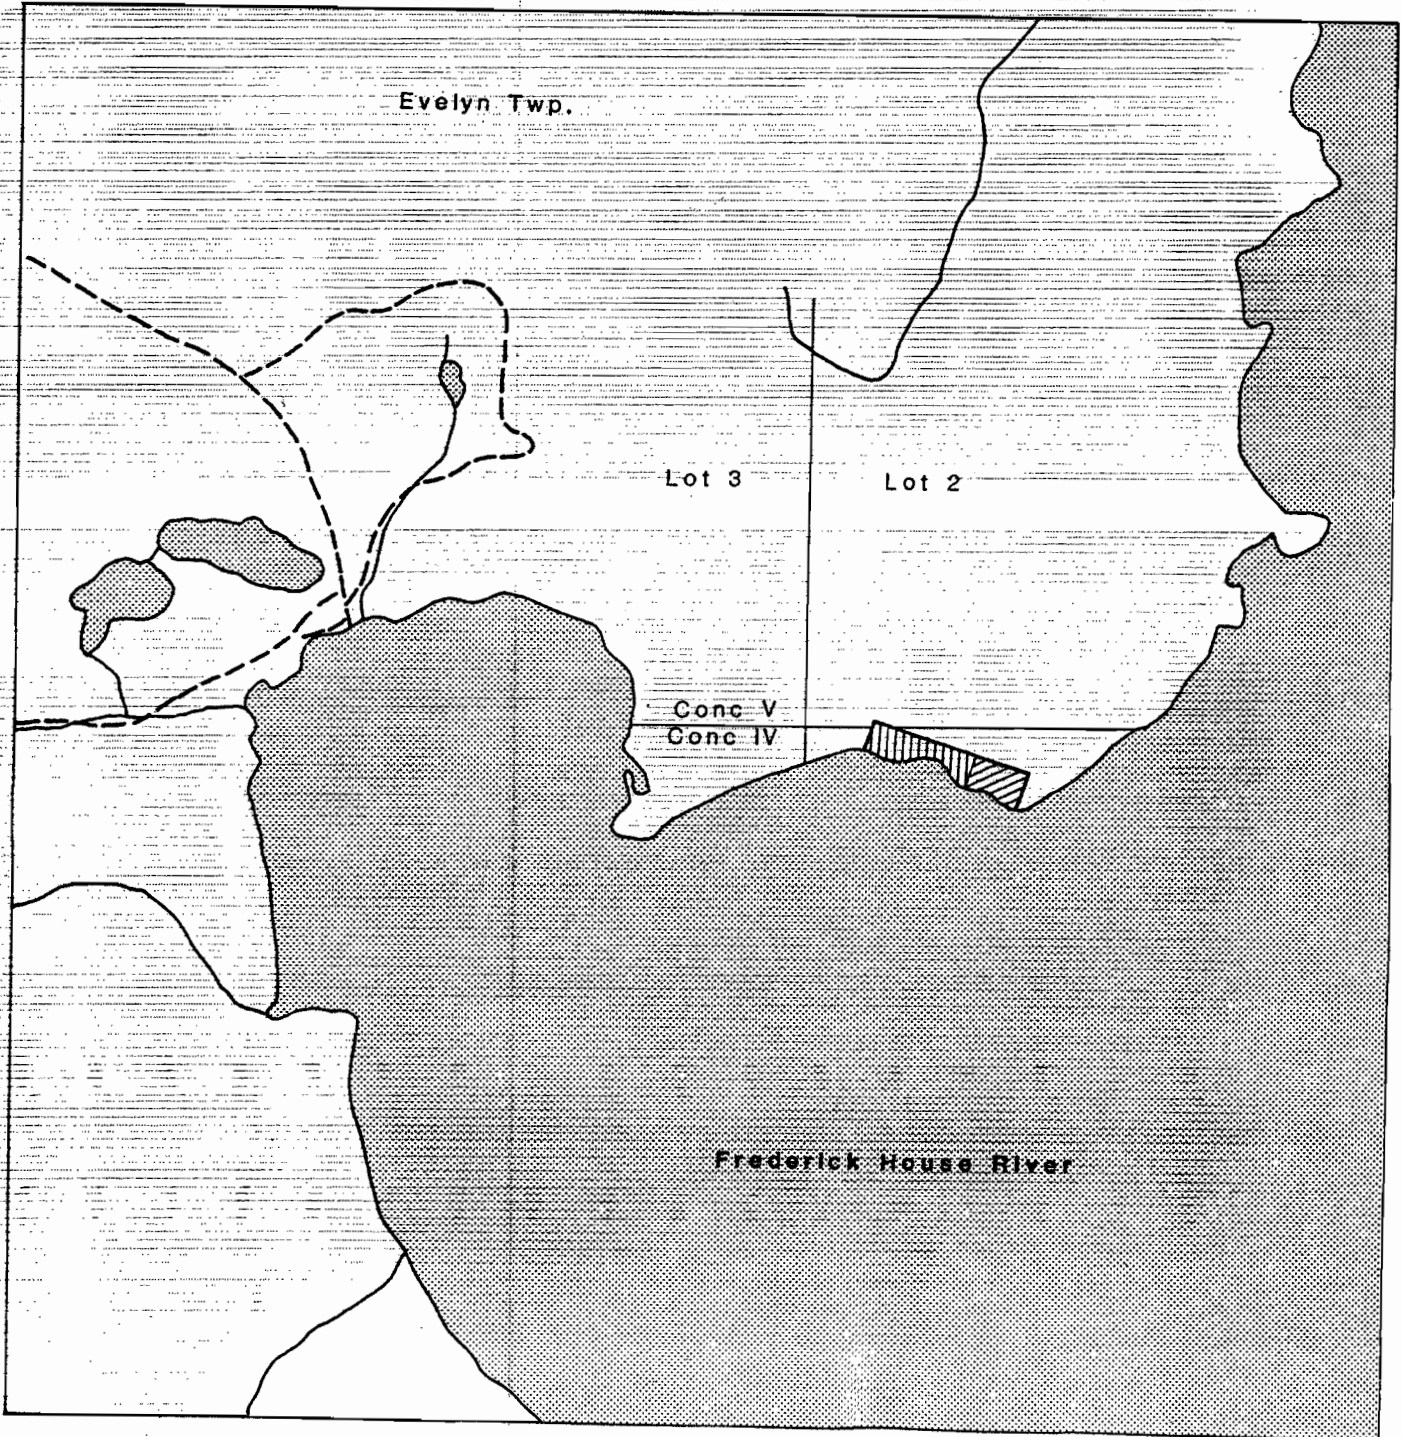 Evelyn Twp.
Lot 3
Lot 2
Conc V
Conc IV
Frederick House River